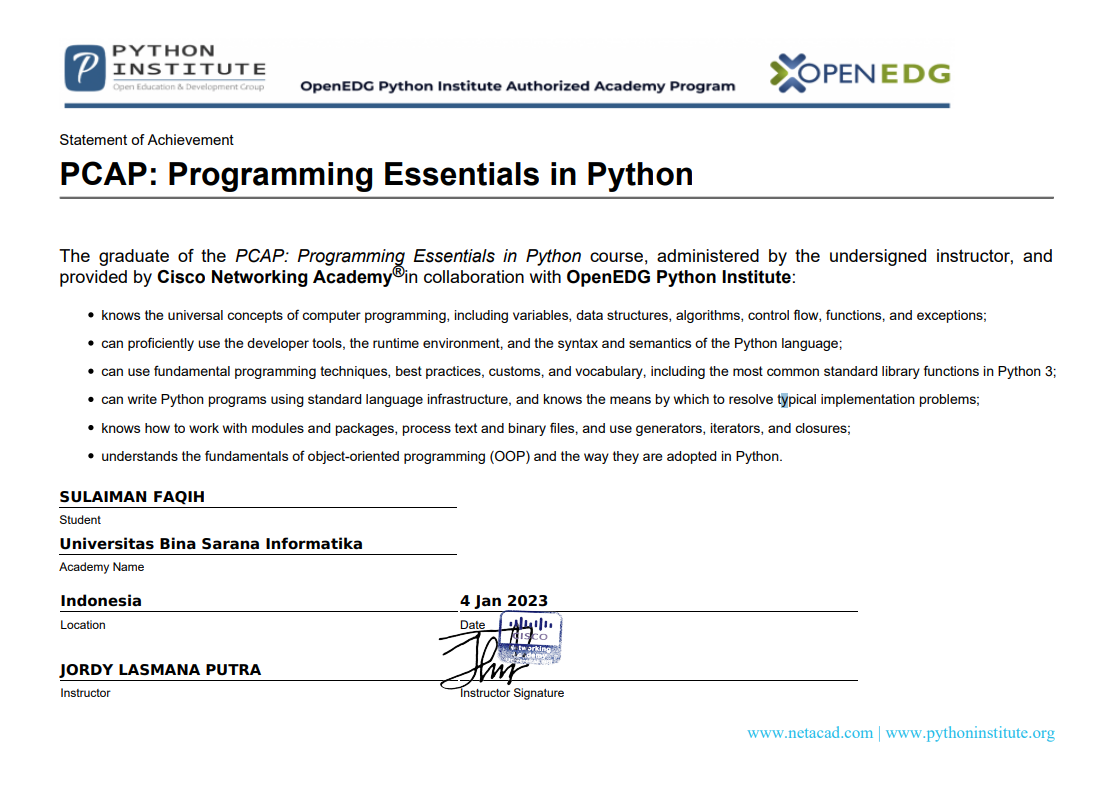 PYTHON
INSTITUTE
Open Education & Development Group
OpenEDG Python Institute Authorized Academy Program
OPENEDG
Statement of Achievement
PCAP: Programming Essentials in Python
The graduate of the PCAP: Programming Essentials in Python course, administered by the undersigned instructor, and
provided by Cisco Networking Academy®in collaboration with OpenEDG Python Institute:
• knows the universal concepts of computer programming, including variables, data structures, algorithms, control flow, functions, and exceptions;
• can proficiently use the developer tools, the runtime environment, and the syntax and semantics of the Python language;
• can use fundamental programming techniques, best practices, customs, and vocabulary, including the most common standard library functions in Python 3;
• can write Python programs using standard language infrastructure, and knows the means by which to resolve typical implementation problems;
• knows how to work with modules and packages, process text and binary files, and use generators, iterators, and closures;
• understands the fundamentals of object-oriented programming (OOP) and the way they are adopted in Python.
SULAIMAN FAQIH
Student
Universitas Bina Sarana Informatika
Academy Name
Indonesia
Location
4 Jan 2023
Date
CISCO
JORDY LASMANA PUTRA
Instructor
Instructor Signature
www.netacad.com | www.pythoninstitute.org